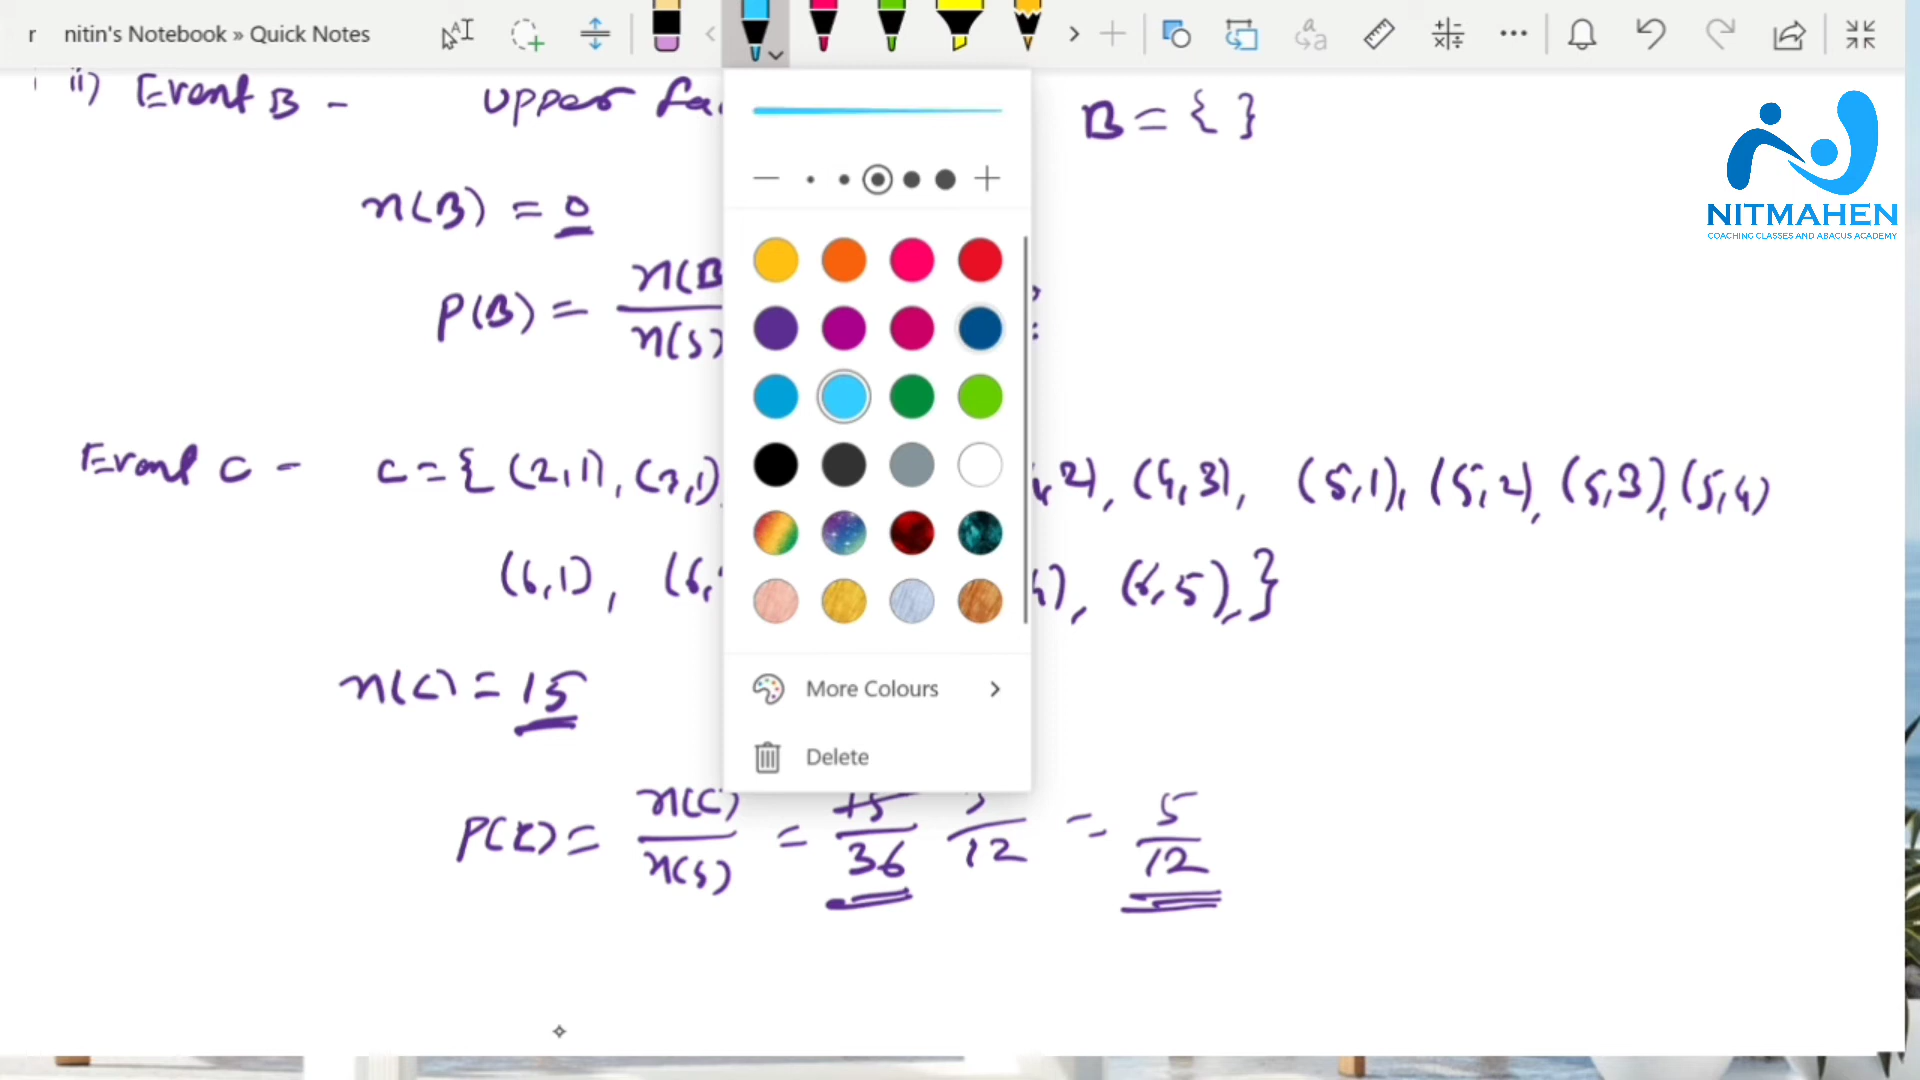 r nitin's Notebook » Quick Notes
NITMAHEN
COACHING CLASSES AND ABACUS ACADEMY
ii) Event B - upper B = { }
n(B) = 0
P(B) = n(B
n(s)
Event C - C = { (2,1), (3,1), 2), (4,3), (5,1), (5,2), (5,3), (5,4)
(6,1), (6, ), (6,5), }
n(C) = 15
More Colours
Delete
P(C) = n(C) = 15 12 = 5
n(s) 36 12